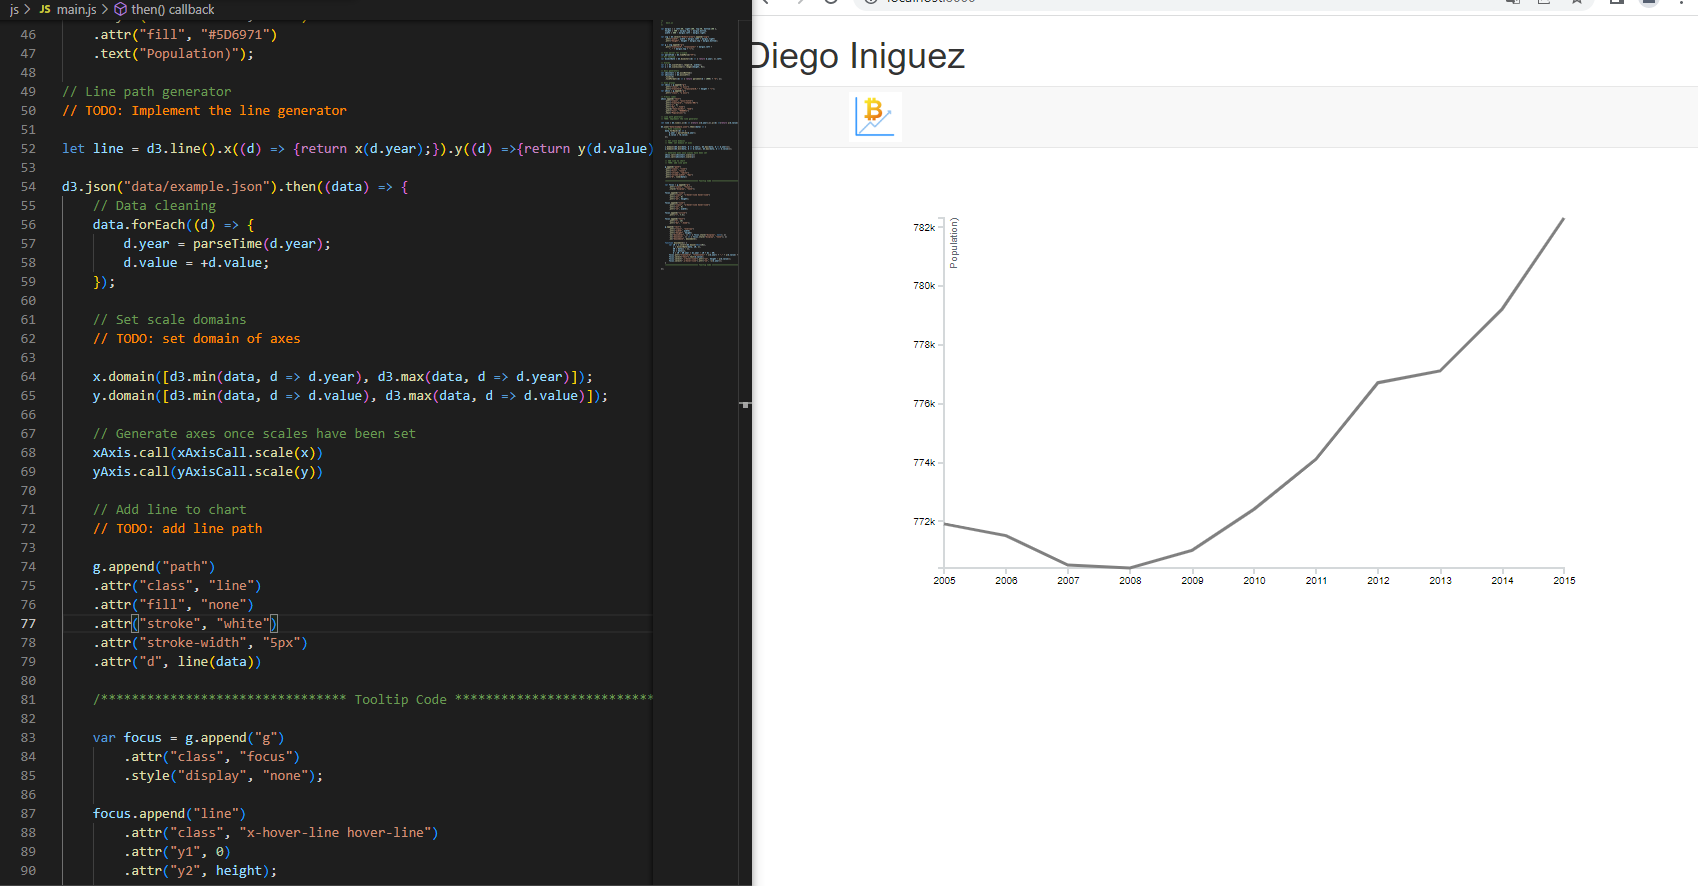 js > JS main.js > then() callback
46 .attr("fill", "#5D6971")
47 .text("Population)");
48
49 // Line path generator
50 // TODO: Implement the line generator
51
52 let line = d3.line().x((d) => {return x(d.year);}).y((d) =>{return y(d.value)
53
54 d3.json("data/example.json").then((data) => {
55 // Data cleaning
56 data.forEach((d) => {
57 d.year = parseTime(d.year);
58 d.value = +d.value;
59 });
60
61 // Set scale domains
62 // TODO: set domain of axes
63
64 x.domain([d3.min(data, d => d.year), d3.max(data, d => d.year)]);
65 y.domain([d3.min(data, d => d.value), d3.max(data, d => d.value)]);
66
67 // Generate axes once scales have been set
68 xAxis.call(xAxisCall.scale(x))
69 yAxis.call(yAxisCall.scale(y))
70
71 // Add line to chart
72 // TODO: add line path
73
74 g.append("path")
75 .attr("class", "line")
76 .attr("fill", "none")
77 .attr("stroke", "white")
78 .attr("stroke-width", "5px")
79 .attr("d", line(data))
80
81 /******************************** Tooltip Code **************************
82
83 var focus = g.append("g")
84 .attr("class", "focus")
85 .style("display", "none");
86
87 focus.append("line")
88 .attr("class", "x-hover-line hover-line")
89 .attr("y1", 0)
90 .attr("y2", height);
Diego Iniguez
Population)
782k
780k
778k
776k
774k
772k
2005 2006 2007 2008 2009 2010 2011 2012 2013 2014 2015